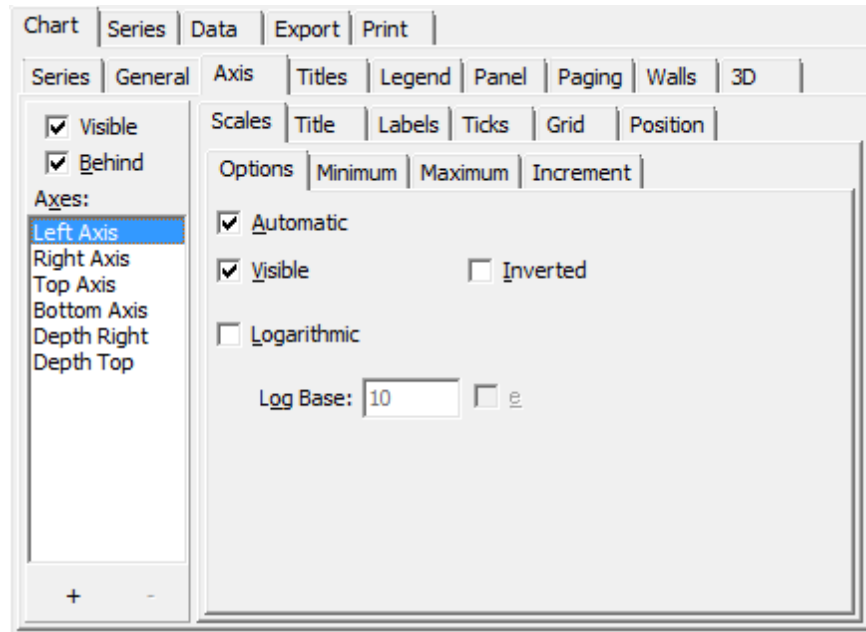 Chart Series Data Export Print
Series General Axis Titles Legend Panel Paging Walls 3D
Visible
Behind
Axes:
Left Axis
Right Axis
Top Axis
Bottom Axis
Depth Right
Depth Top
+ -
Scales Title Labels Ticks Grid Position
Options Minimum Maximum Increment
Automatic
Visible Inverted
Logarithmic
Log Base: 10 e